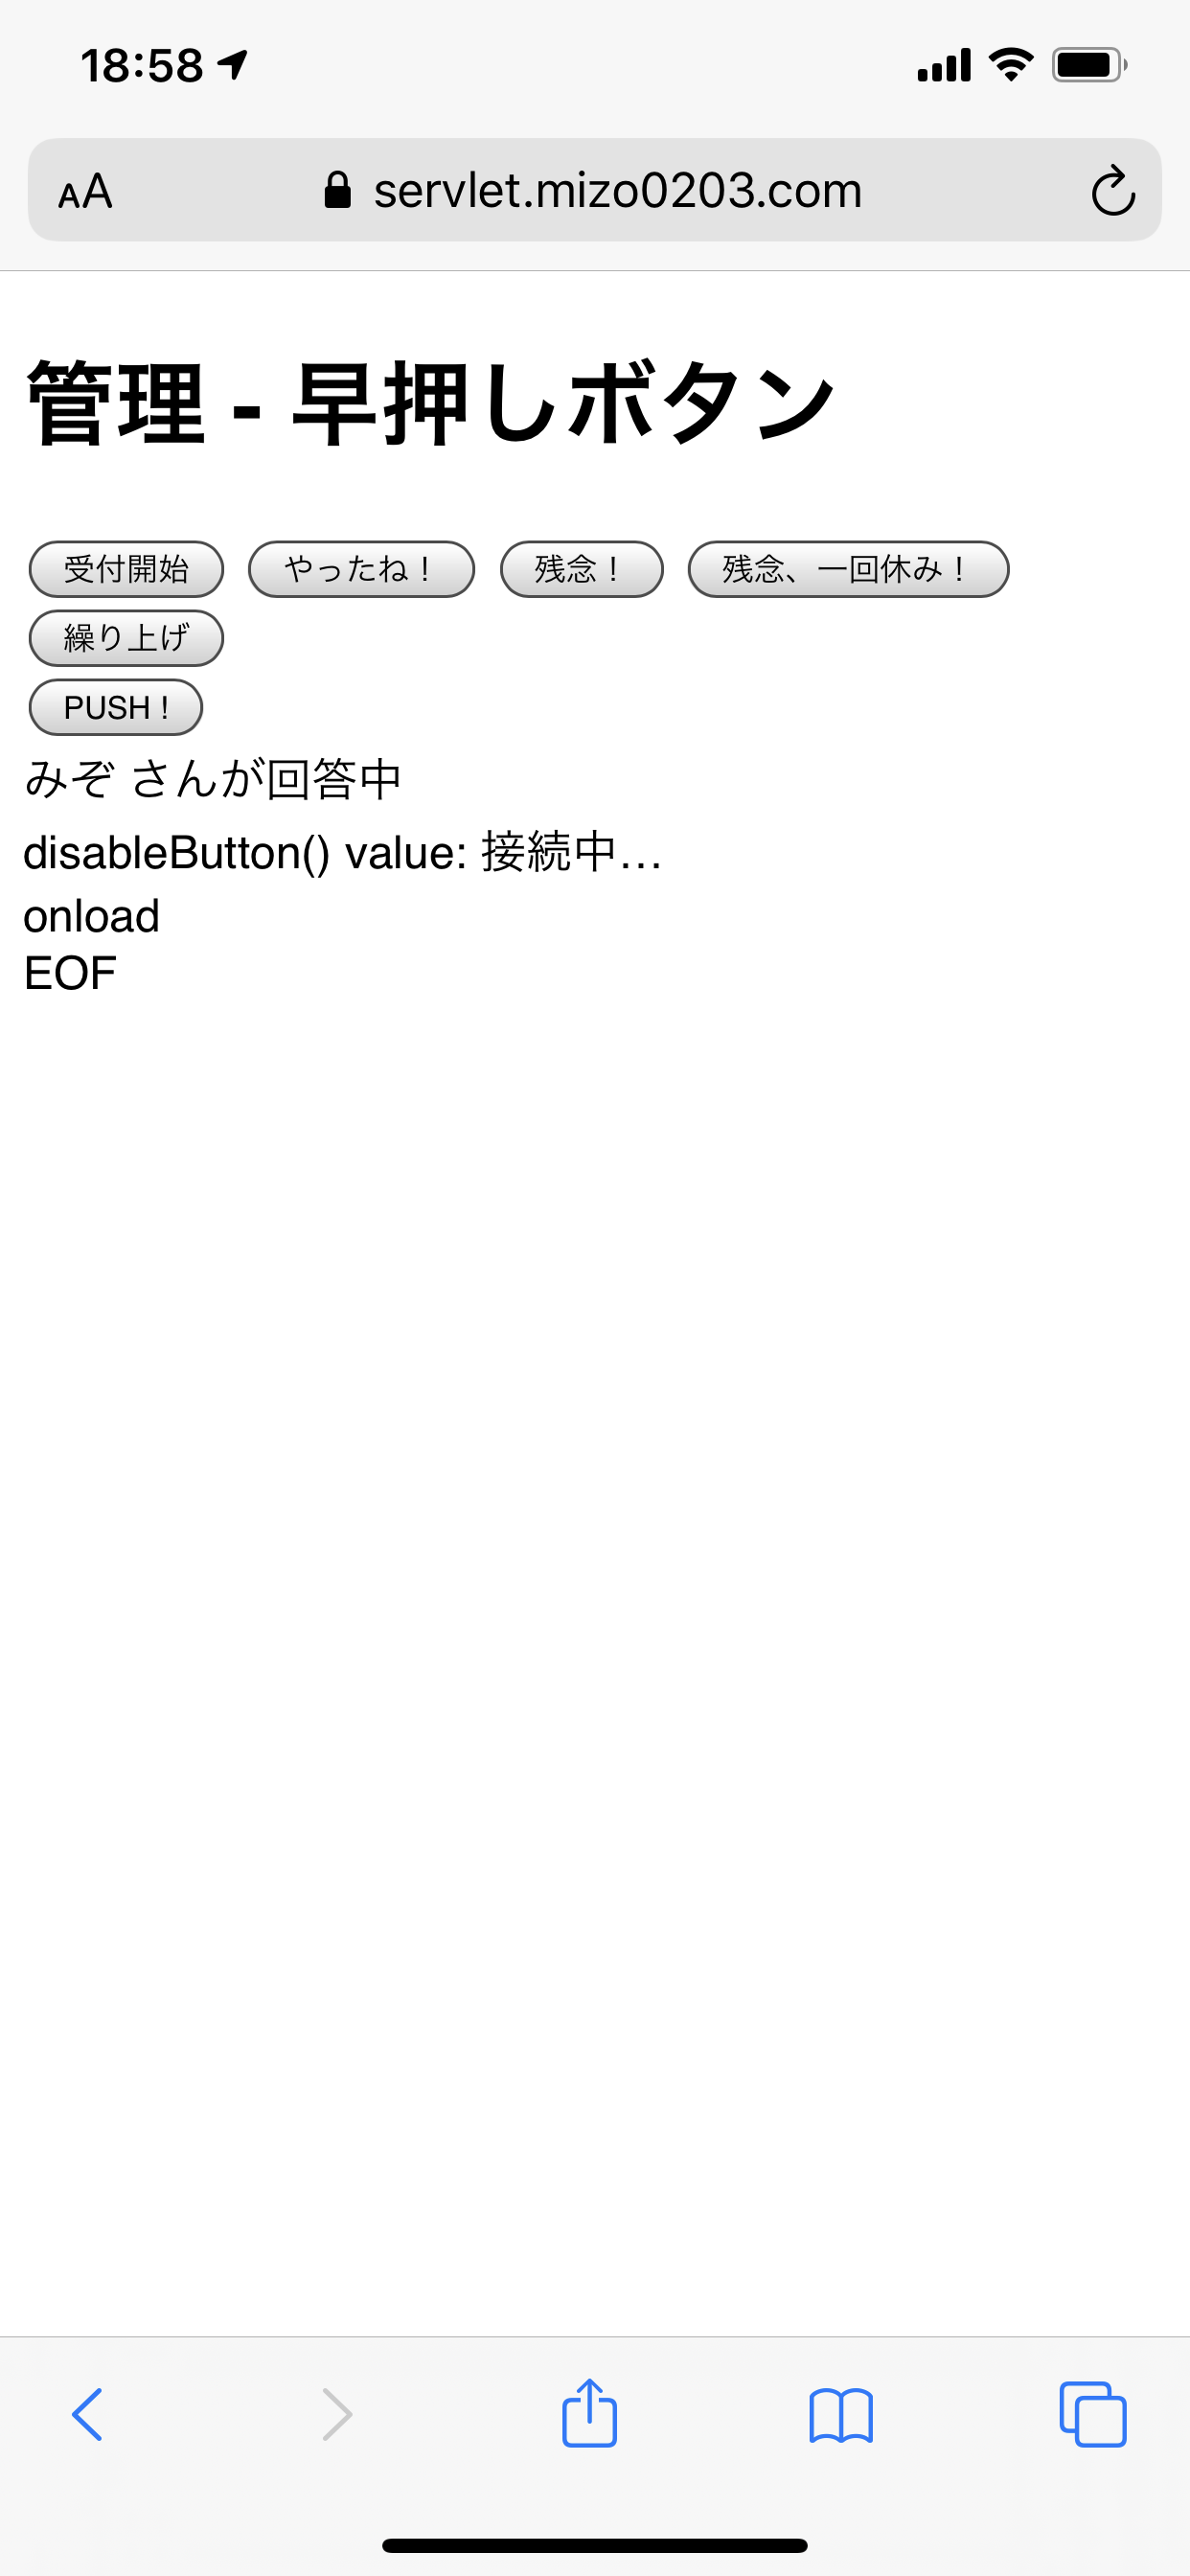 18:58
AA servlet.mizo0203.com
管理 - 早押しボタン
受付開始 やったね！ 残念！ 残念、一回休み！
繰り上げ
PUSH！
みぞ さんが回答中
disableButton() value: 接続中…
onload
EOF